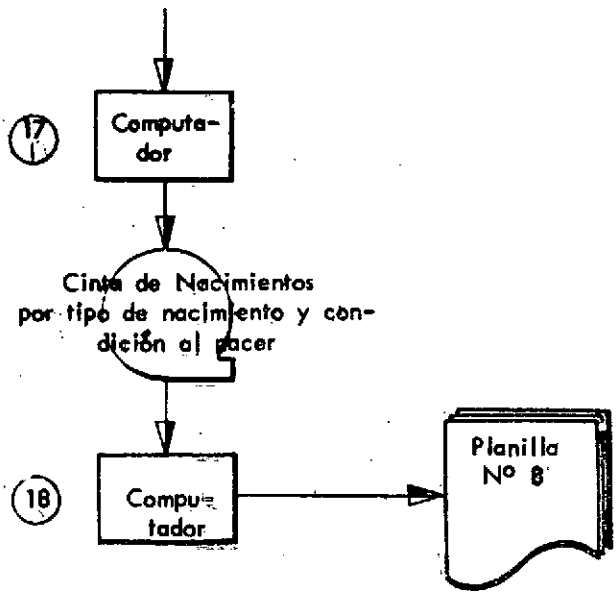 17
Computa-
dor
Cinta de Nacimientos
por tipo de nacimiento y con-
dición al nacer
18
Compu-
tador
Planilla
Nº 8